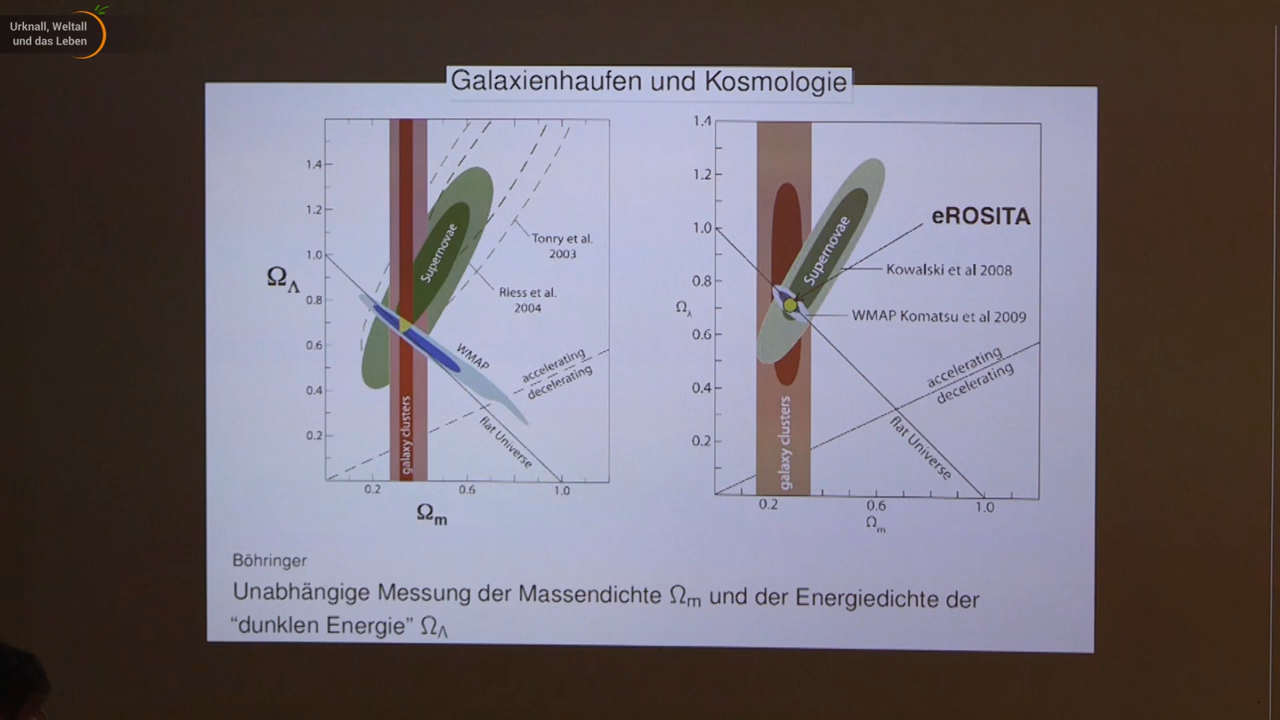 Urknall, Weltall
und das Leben
Galaxienhaufen und Kosmologie
1.4
1.2
1.0
0.8
0.6
0.4
0.2
0.2
0.6
1.0
ΩΛ
Ωm
Supernovae
Tonry et al.
2003
Riess et al.
2004
WMAP
accelerating
decelerating
flat Universe
galaxy clusters
1.4
1.2
1.0
0.8
0.6
0.4
0.2
0.2
0.6
1.0
Ωλ
Ωm
Supernovae
eROSITA
Kowalski et al 2008
WMAP Komatsu et al 2009
accelerating
decelerating
flat Universe
galaxy clusters
Böhringer
Unabhängige Messung der Massendichte Ωm und der Energiedichte der
“dunklen Energie” ΩΛ